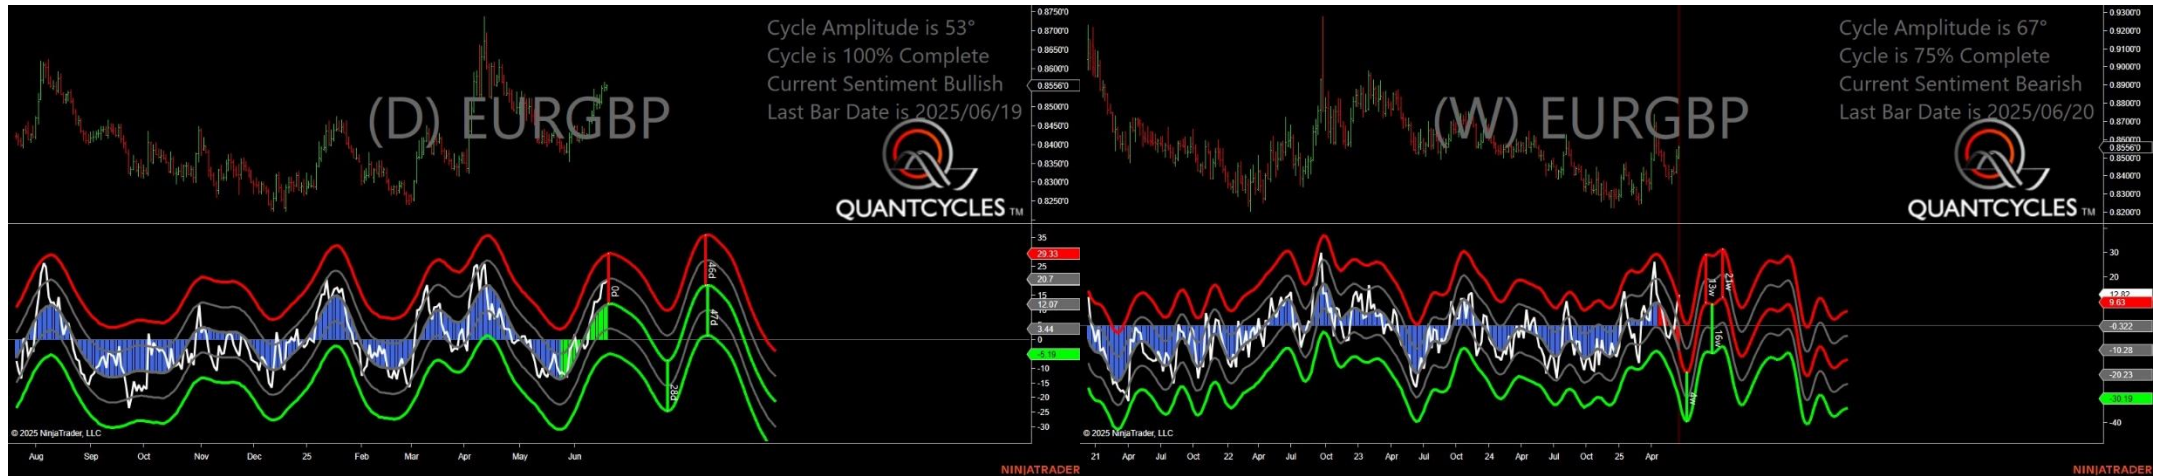 Cycle Amplitude is 53°
Cycle is 100% Complete
Current Sentiment Bullish
Last Bar Date is 2025/06/19
(D) EURGBP
QUANTCYCLES TM
0.8750'0
0.8700'0
0.8650'0
0.8600'0
0.8556'0
0.8500'0
0.8450'0
0.8400'0
0.8350'0
0.8300'0
0.8250'0
35
29.33
25
20.7
15
12.07
3.44
0
-5.19
-10
-15
-20
-25
-30
0d
46d
47d
28d
© 2025 NinjaTrader, LLC
Aug Sep Oct Nov Dec 25 Feb Mar Apr May Jun
NINJATRADER
Cycle Amplitude is 67°
Cycle is 75% Complete
Current Sentiment Bearish
Last Bar Date is 2025/06/20
(W) EURGBP
QUANTCYCLES TM
0.9300'0
0.9200'0
0.9100'0
0.9000'0
0.8900'0
0.8800'0
0.8700'0
0.8556'0
0.8500'0
0.8400'0
0.8300'0
0.8200'0
30
20
12.82
9.63
-0.322
-10.28
-20.23
-30.19
-40
13w
21w
16w
4w
© 2025 NinjaTrader, LLC
21 Apr Jul Oct 22 Apr Jul Oct 23 Apr Jul Oct 24 Apr Jul Oct 25 Apr
NINJATRADER